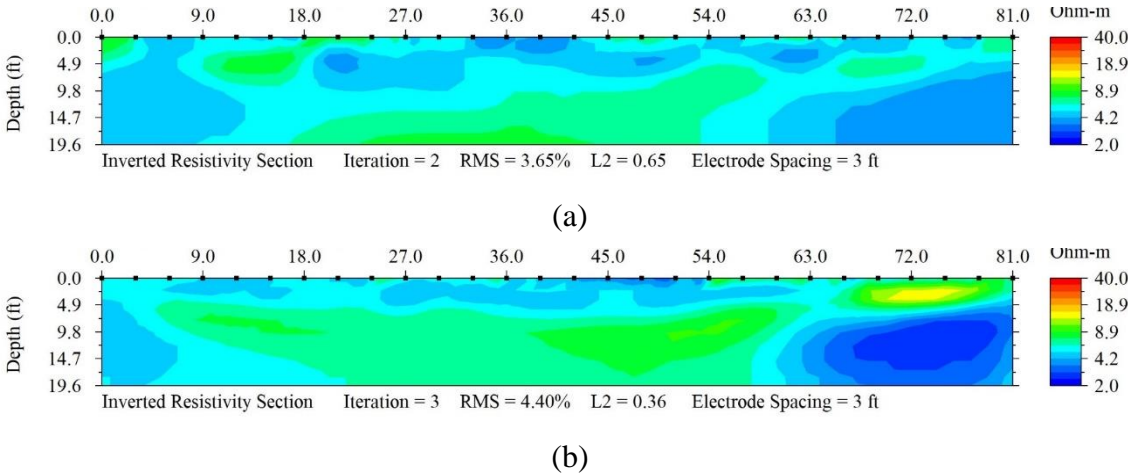 0.0 9.0 18.0 27.0 36.0 45.0 54.0 63.0 72.0 81.0 Ohm-m
0.0 40.0
4.9 18.9
9.8 8.9
14.7 4.2
19.6 2.0
Depth (ft)
Inverted Resistivity Section Iteration = 2 RMS = 3.65% L2 = 0.65 Electrode Spacing = 3 ft
(a)
0.0 9.0 18.0 27.0 36.0 45.0 54.0 63.0 72.0 81.0 Ohm-m
0.0 40.0
4.9 18.9
9.8 8.9
14.7 4.2
19.6 2.0
Depth (ft)
Inverted Resistivity Section Iteration = 3 RMS = 4.40% L2 = 0.36 Electrode Spacing = 3 ft
(b)